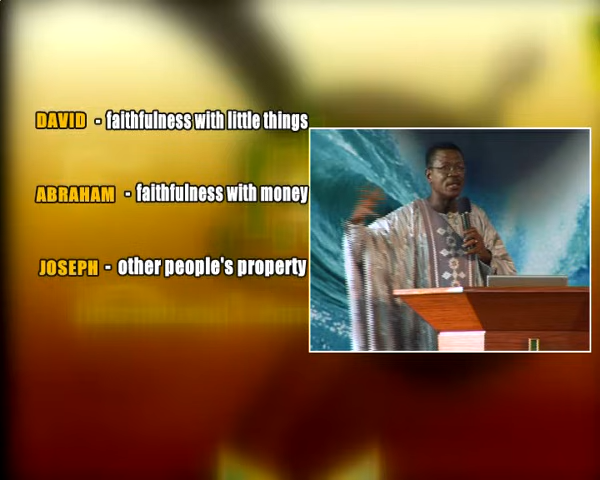 DAVID - faithfulness with little things
ABRAHAM - faithfulness with money
JOSEPH - other people's property